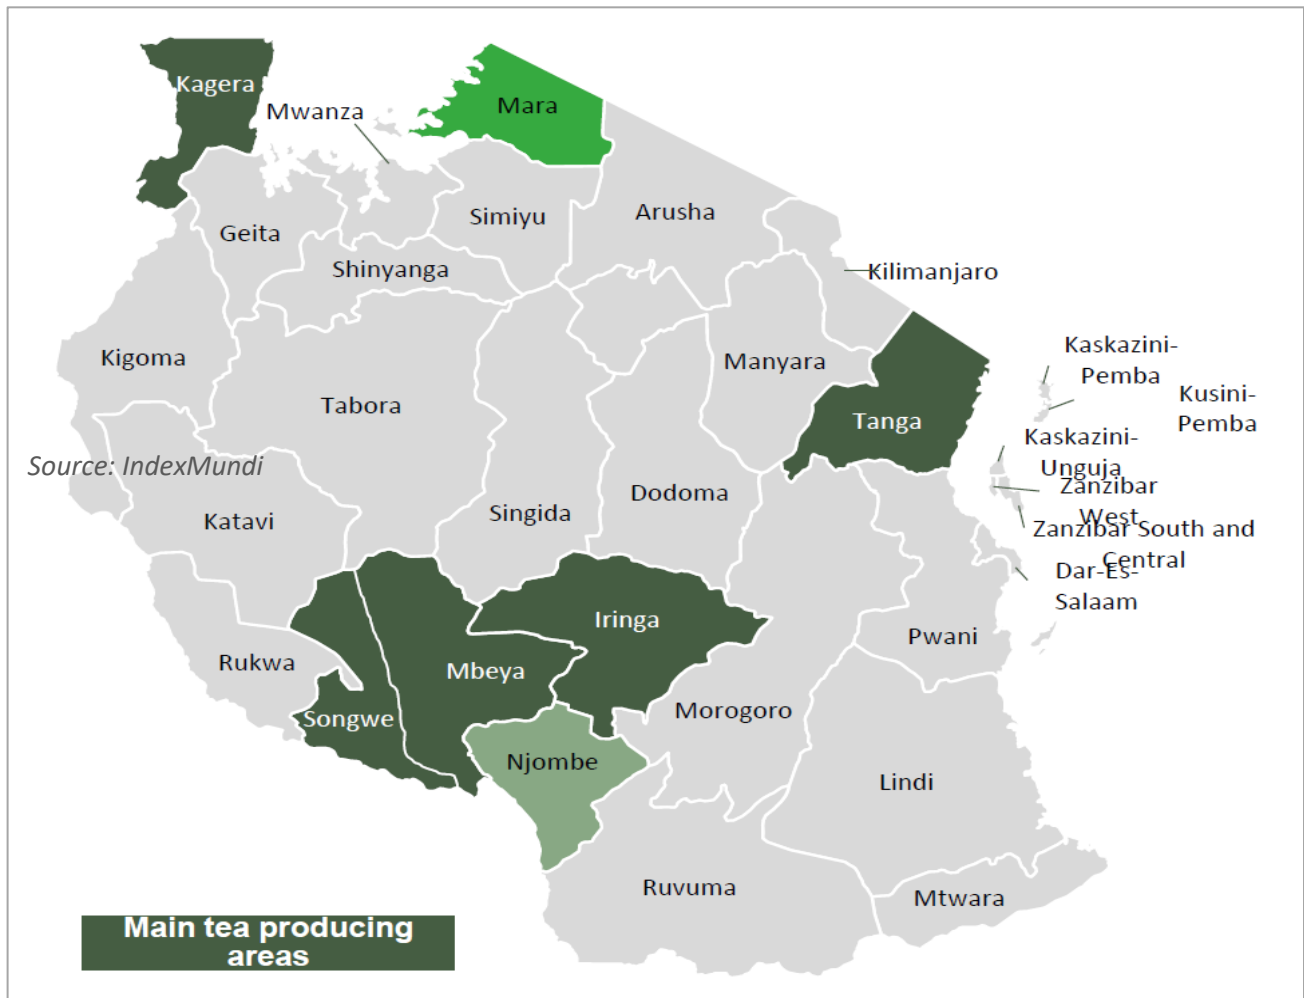 Kagera
Mara
Mwanza
Simiyu
Arusha
Geita
Shinyanga
Kilimanjaro
Kigoma
Manyara
Kaskazini-
Pemba
Kusini-
Pemba
Tabora
Tanga
Kaskazini-
Unguja
Source: IndexMundi
Zanzibar
West
Dodoma
Singida
Katavi
Zanzibar South and
Central
Dar-Es-
Salaam
Iringa
Pwani
Rukwa
Mbeya
Songwe
Morogoro
Njombe
Lindi
Ruvuma
Mtwara
Main tea producing
areas